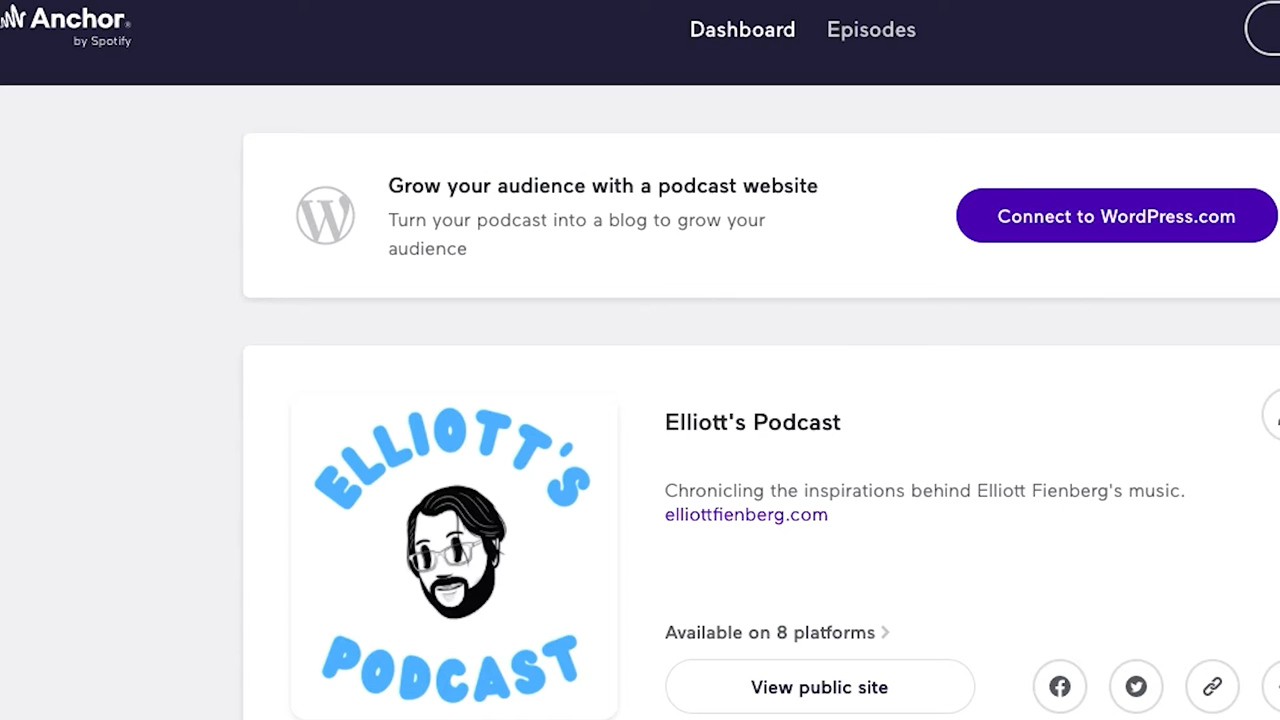 Anchor
by Spotify
Dashboard
Episodes
Grow your audience with a podcast website
Turn your podcast into a blog to grow your
audience
Connect to WordPress.com
ELLIOTT'S
PODCAST
Elliott's Podcast
Chronicling the inspirations behind Elliott Fienberg's music.
elliottfienberg.com
Available on 8 platforms
View public site